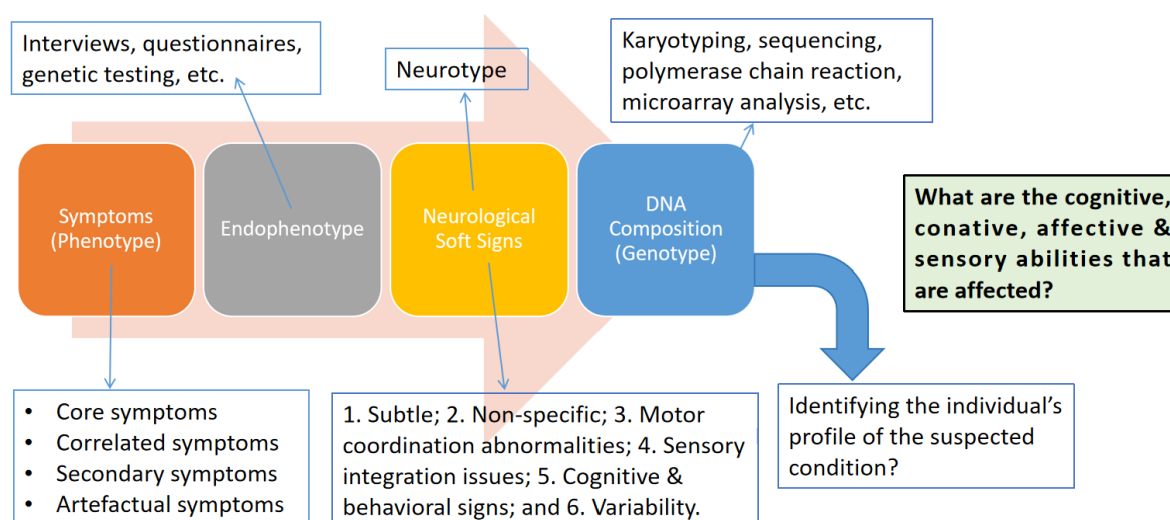 Interviews, questionnaires,
genetic testing, etc.
Neurotype
Karyotyping, sequencing,
polymerase chain reaction,
microarray analysis, etc.
Symptoms
(Phenotype)
Endophenotype
Neurological
Soft Signs
DNA
Composition
(Genotype)
What are the cognitive,
conative, affective &
sensory abilities that
are affected?
• Core symptoms
• Correlated symptoms
• Secondary symptoms
• Artefactual symptoms
1. Subtle; 2. Non-specific; 3. Motor
coordination abnormalities; 4. Sensory
integration issues; 5. Cognitive &
behavioral signs; and 6. Variability.
Identifying the individual’s
profile of the suspected
condition?